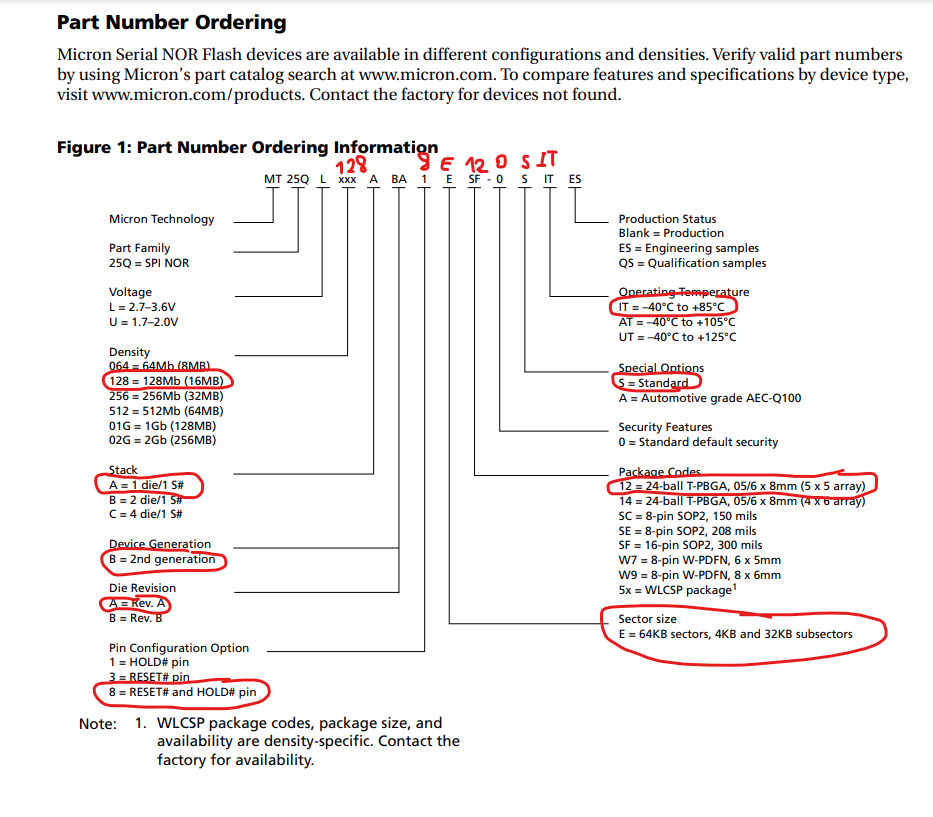 Part Number Ordering
Micron Serial NOR Flash devices are available in different configurations and densities. Verify valid part numbers
by using Micron's part catalog search at www.micron.com. To compare features and specifications by device type,
visit www.micron.com/products. Contact the factory for devices not found.
Figure 1: Part Number Ordering Information
128 8 E 12 0 S IT
MT 25Q L xxx A BA 1 E SF - 0 S IT ES
Micron Technology
Part Family
25Q = SPI NOR
Voltage
L = 2.7–3.6V
U = 1.7–2.0V
Density
064 = 64Mb (8MB)
128 = 128Mb (16MB)
256 = 256Mb (32MB)
512 = 512Mb (64MB)
01G = 1Gb (128MB)
02G = 2Gb (256MB)
Stack
A = 1 die/1 S#
B = 2 die/1 S#
C = 4 die/1 S#
Device Generation
B = 2nd generation
Die Revision
A = Rev. A
B = Rev. B
Pin Configuration Option
1 = HOLD# pin
3 = RESET# pin
8 = RESET# and HOLD# pin
Production Status
Blank = Production
ES = Engineering samples
QS = Qualification samples
Operating Temperature
IT = –40°C to +85°C
AT = –40°C to +105°C
UT = –40°C to +125°C
Special Options
S = Standard
A = Automotive grade AEC-Q100
Security Features
0 = Standard default security
Package Codes
12 = 24-ball T-PBGA, 05/6 x 8mm (5 x 5 array)
14 = 24-ball T-PBGA, 05/6 x 8mm (4 x 6 array)
SC = 8-pin SOP2, 150 mils
SE = 8-pin SOP2, 208 mils
SF = 16-pin SOP2, 300 mils
W7 = 8-pin W-PDFN, 6 x 5mm
W9 = 8-pin W-PDFN, 8 x 6mm
5x = WLCSP package1
Sector size
E = 64KB sectors, 4KB and 32KB subsectors
Note: 1. WLCSP package codes, package size, and
availability are density-specific. Contact the
factory for availability.